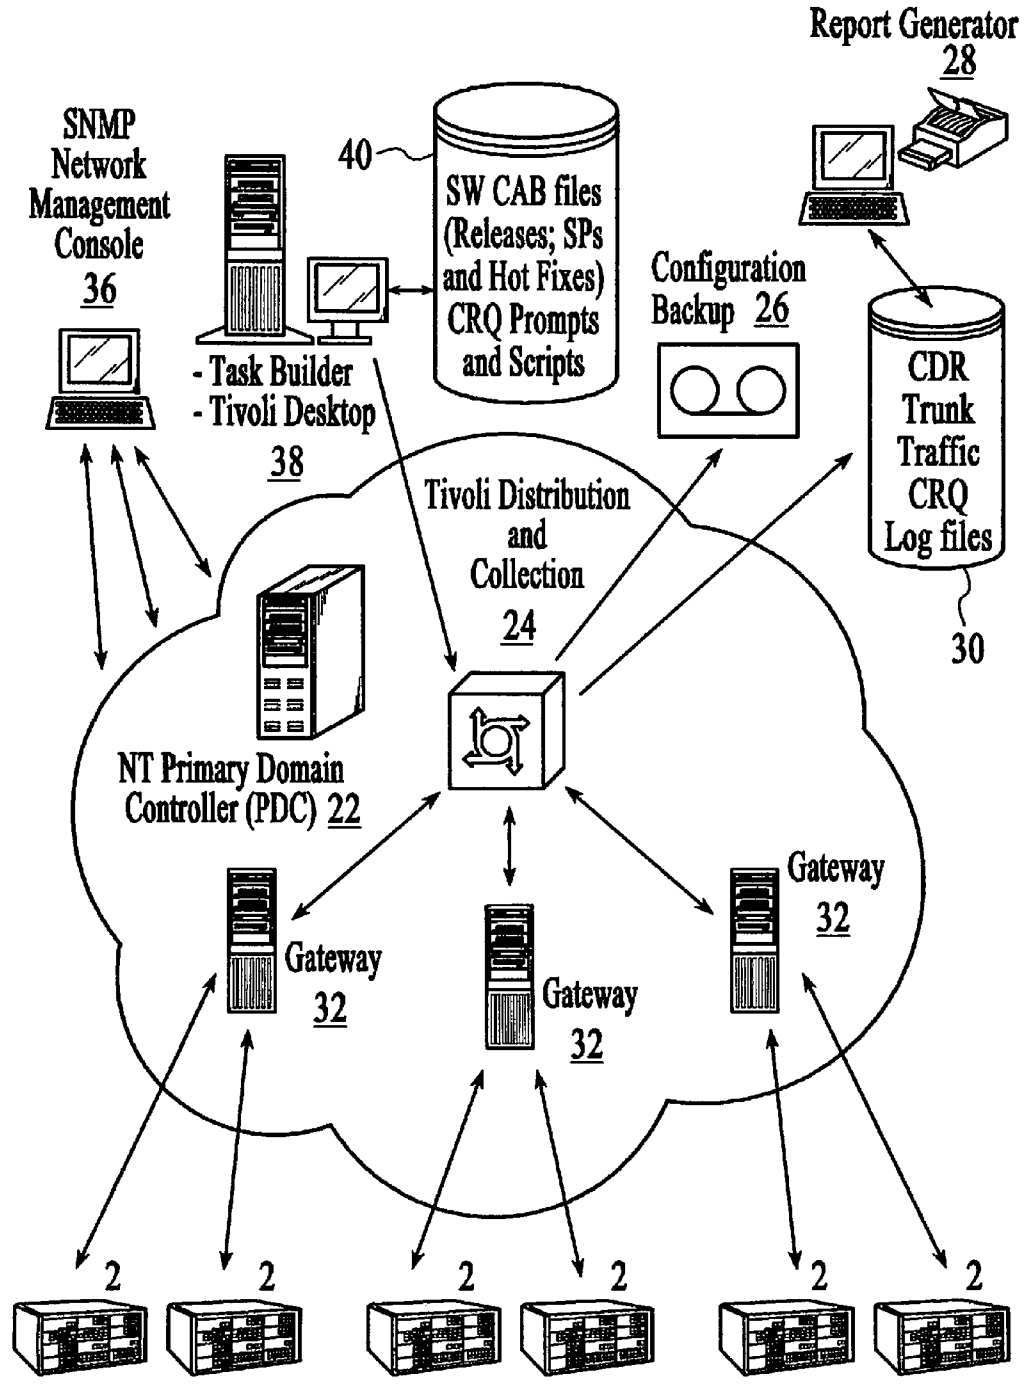 Report Generator
28
SNMP
Network
Management
Console
36
40
SW CAB files
(Releases; SPs
and Hot Fixes)
CRQ Prompts
and Scripts
Configuration
Backup 26
CDR
Trunk
Traffic
CRQ
Log files
30
- Task Builder
- Tivoli Desktop
38
Tivoli Distribution
and
Collection
24
NT Primary Domain
Controller (PDC) 22
Gateway
32
Gateway
32
Gateway
32
2
2
2
2
2
2